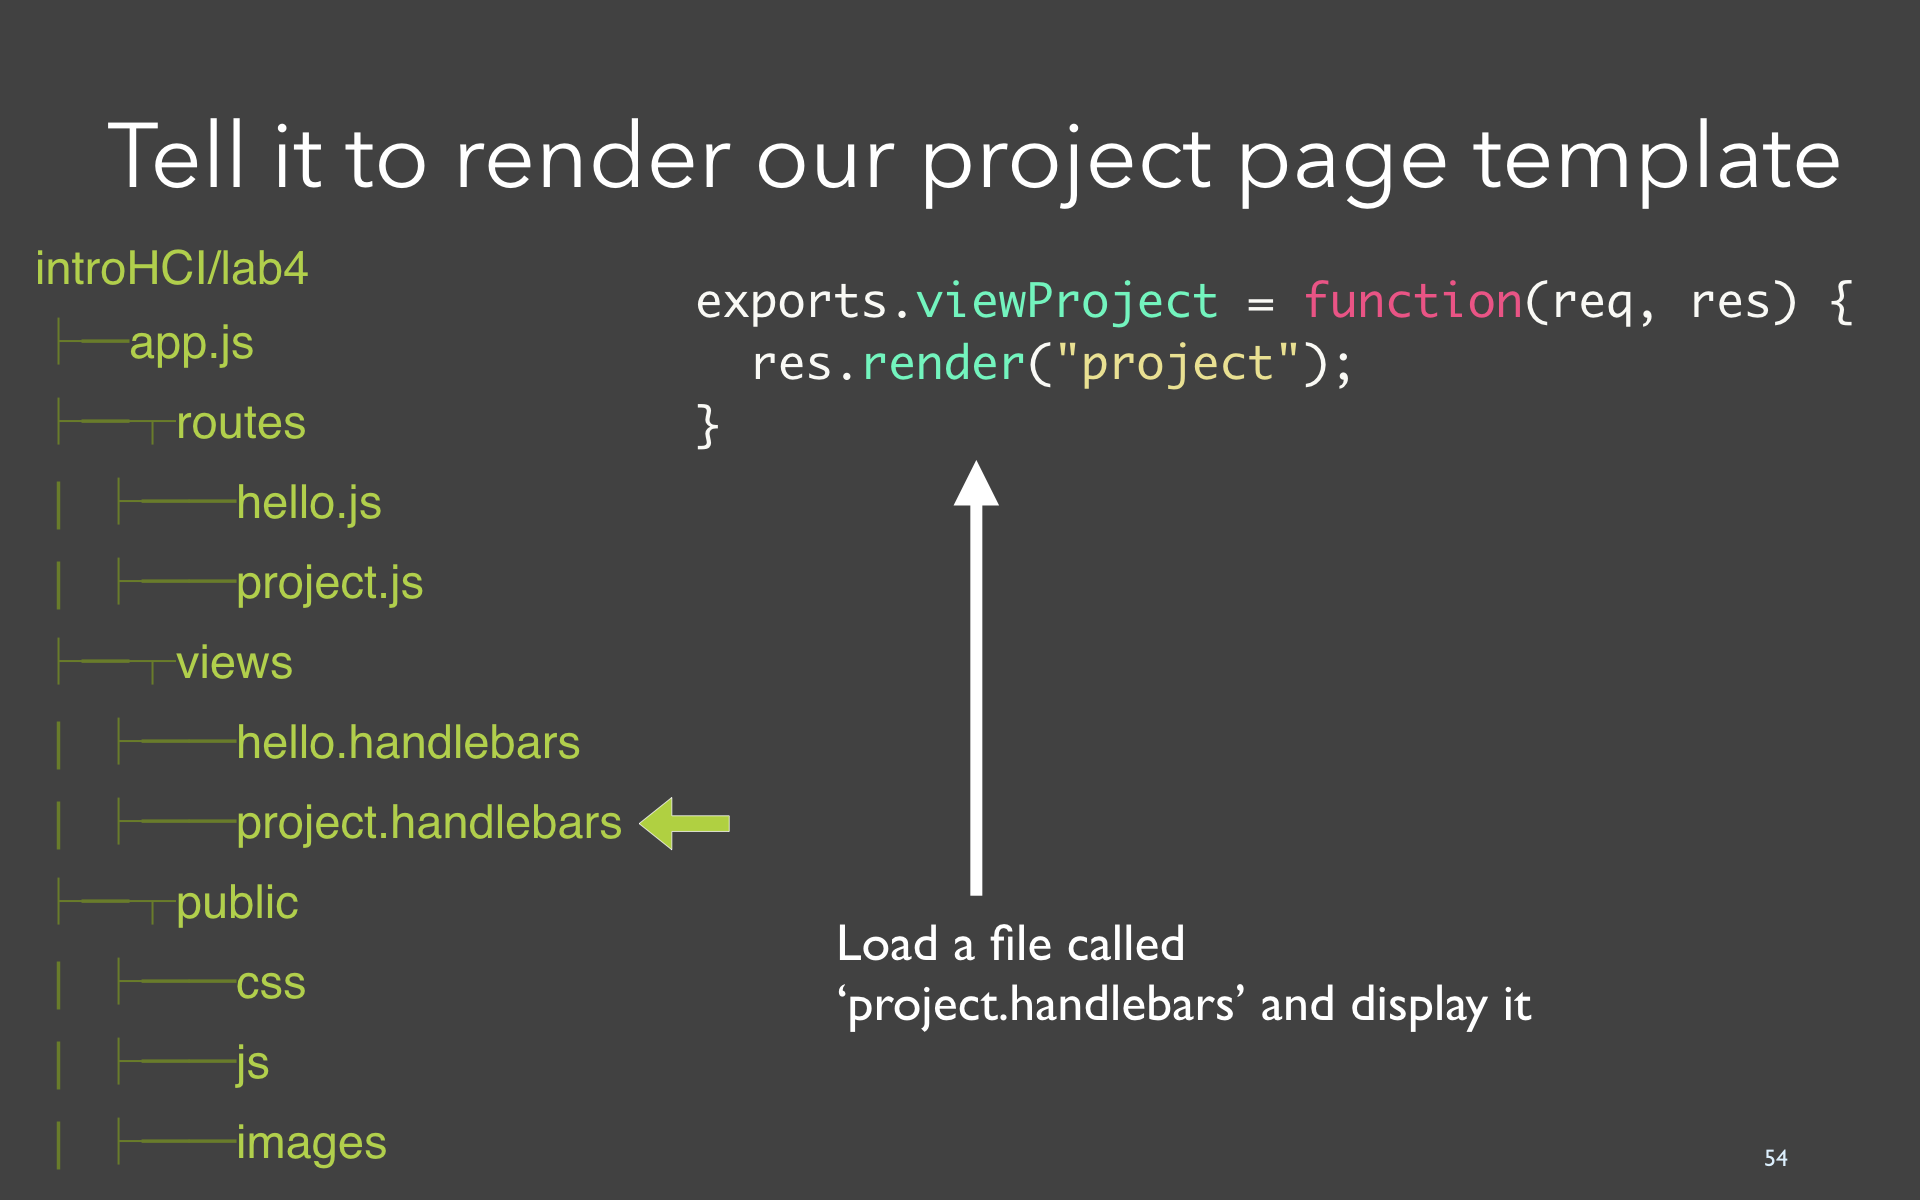 Tell it to render our project page template
introHCI/lab4
app.js
routes
hello.js
project.js
views
hello.handlebars
project.handlebars
public
css
js
images
exports.viewProject = function(req, res) {
  res.render("project");
}
Load a file called
‘project.handlebars’ and display it
54